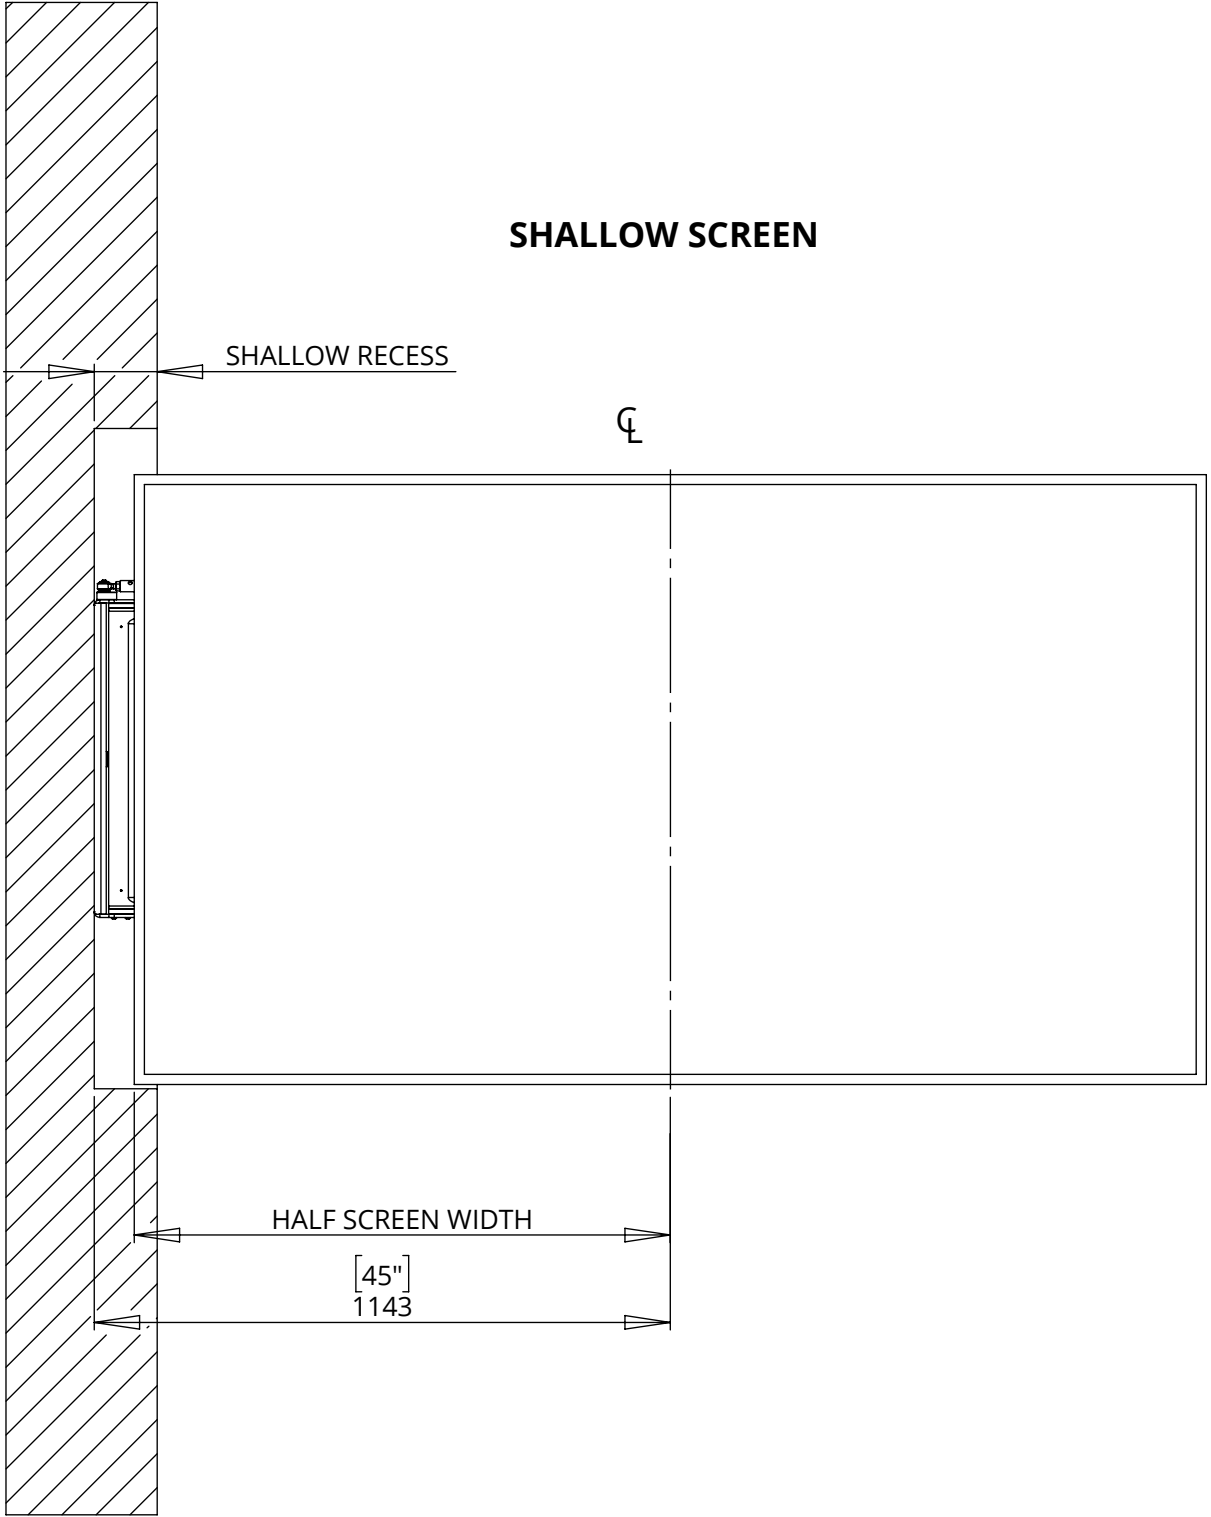 SHALLOW SCREEN
SHALLOW RECESS
℄
HALF SCREEN WIDTH
[45"]
1143